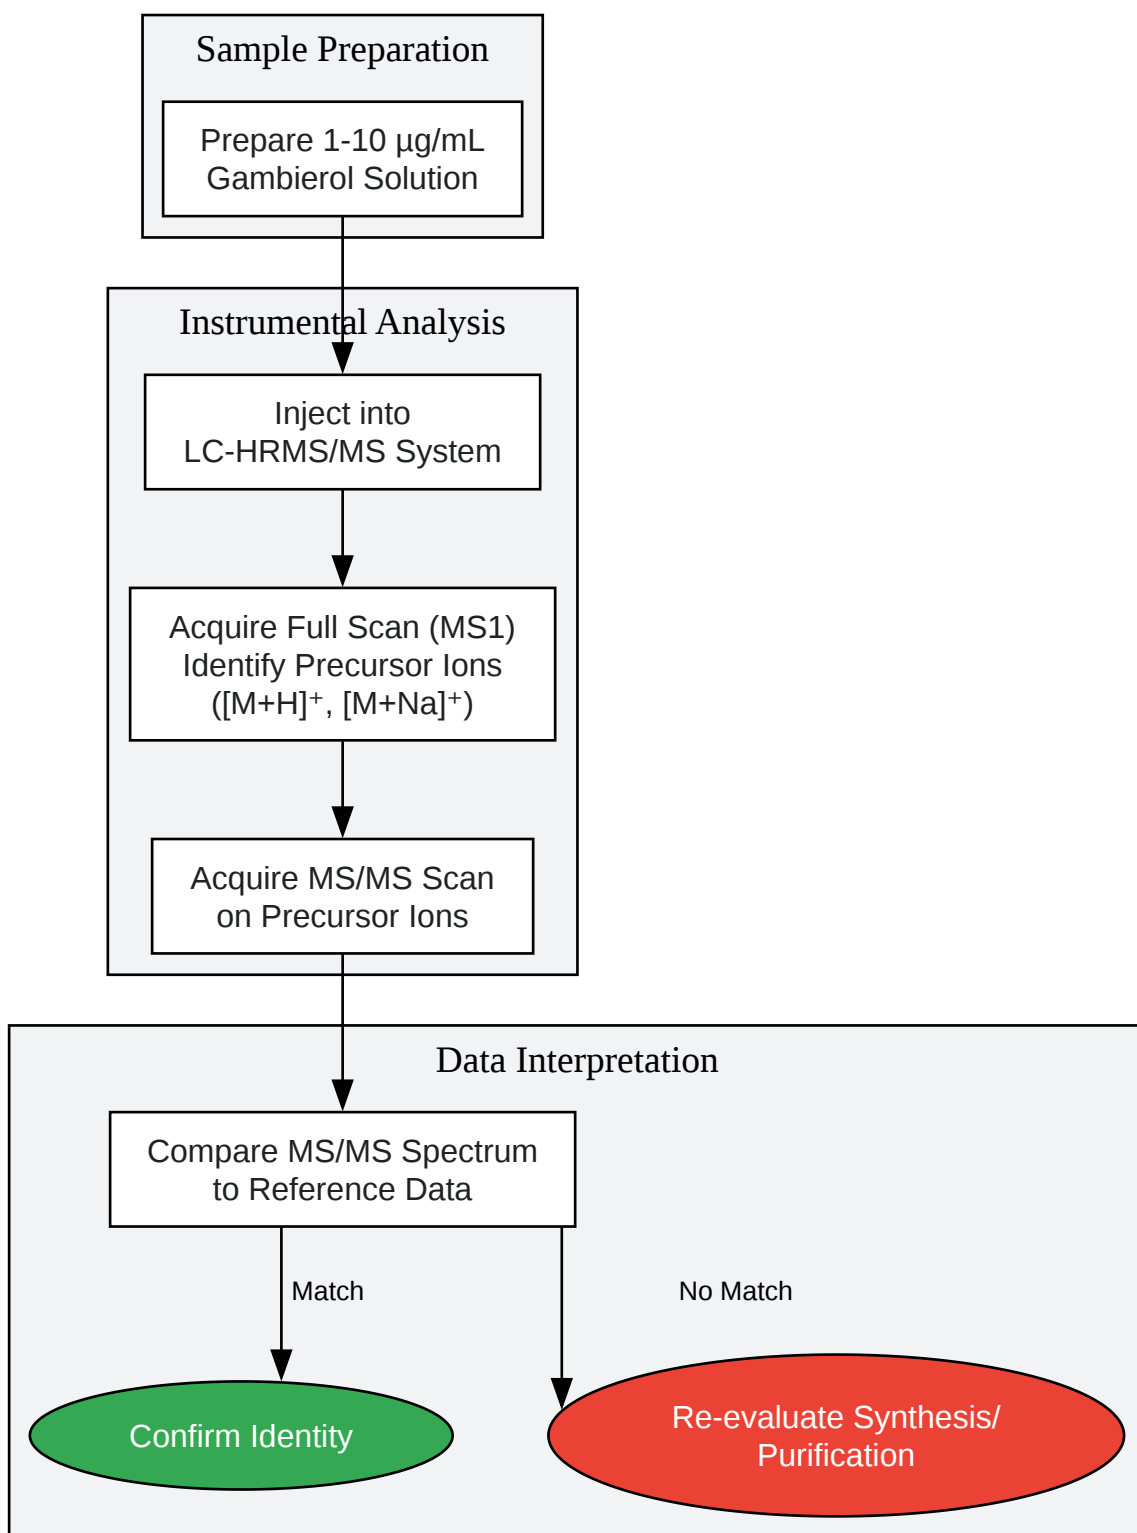 Sample Preparation
Prepare 1-10 µg/mL
Gambierol Solution
Instrumental Analysis
Inject into
LC-HRMS/MS System
Acquire Full Scan (MS1)
Identify Precursor Ions
([M+H]⁺, [M+Na]⁺)
Acquire MS/MS Scan
on Precursor Ions
Data Interpretation
Compare MS/MS Spectrum
to Reference Data
Match
No Match
Confirm Identity
Re-evaluate Synthesis/
Purification